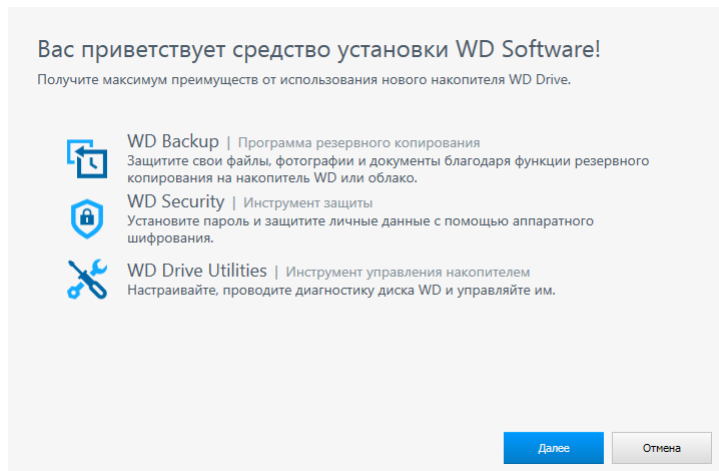 Вас приветствует средство установки WD Software!
Получите максимум преимуществ от использования нового накопителя WD Drive.
WD Backup | Программа резервного копирования
Защитите свои файлы, фотографии и документы благодаря функции резервного
копирования на накопитель WD или облако.
WD Security | Инструмент защиты
Установите пароль и защитите личные данные с помощью аппаратного
шифрования.
WD Drive Utilities | Инструмент управления накопителем
Настраивайте, проводите диагностику диска WD и управляйте им.
Далее
Отмена